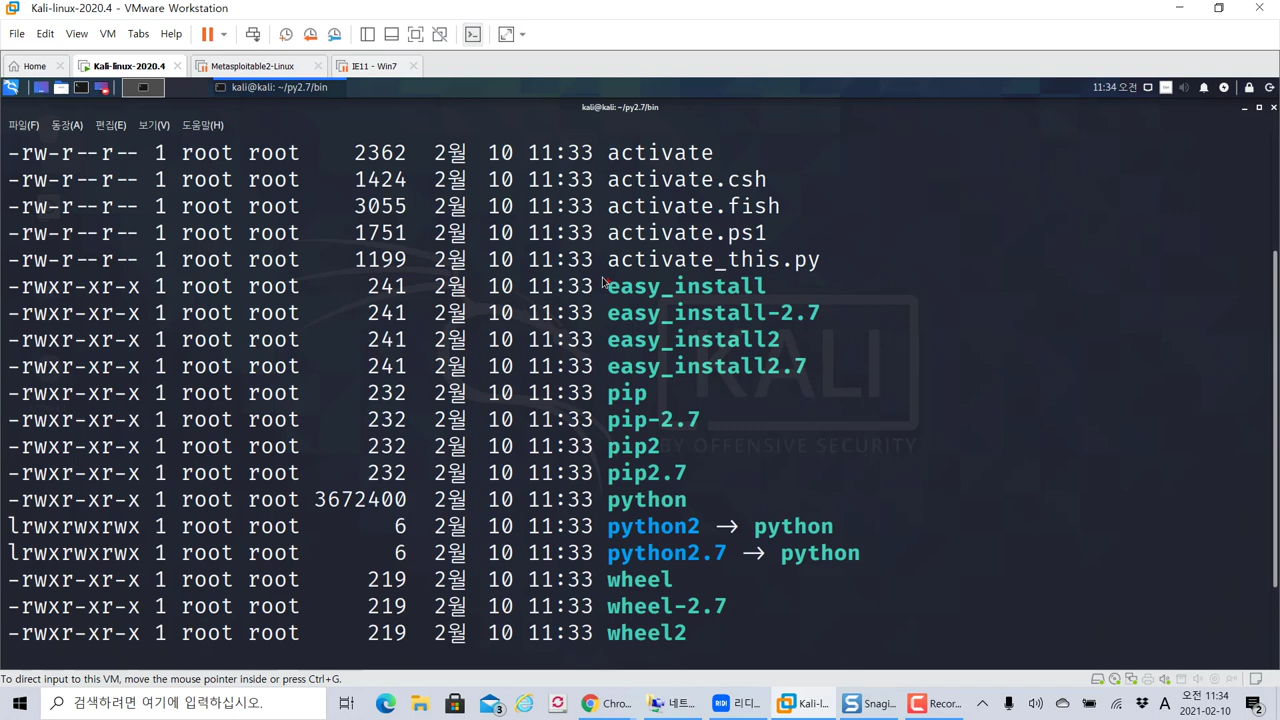 Kali-linux-2020.4 - VMware Workstation
File Edit View VM Tabs Help
Home Kali-linux-2020.4 Metasploitable2-Linux IE11 - Win7
kali@kali: ~/py2.7/bin 11:34 오전
kali@kali: ~/py2.7/bin
파일(F) 동장(A) 편집(E) 보기(V) 도움말(H)
-rw-r--r-- 1 root root 2362 2월 10 11:33 activate
-rw-r--r-- 1 root root 1424 2월 10 11:33 activate.csh
-rw-r--r-- 1 root root 3055 2월 10 11:33 activate.fish
-rw-r--r-- 1 root root 1751 2월 10 11:33 activate.ps1
-rw-r--r-- 1 root root 1199 2월 10 11:33 activate_this.py
-rwxr-xr-x 1 root root 241 2월 10 11:33 easy_install
-rwxr-xr-x 1 root root 241 2월 10 11:33 easy_install-2.7
-rwxr-xr-x 1 root root 241 2월 10 11:33 easy_install2
-rwxr-xr-x 1 root root 241 2월 10 11:33 easy_install2.7
-rwxr-xr-x 1 root root 232 2월 10 11:33 pip
-rwxr-xr-x 1 root root 232 2월 10 11:33 pip-2.7
-rwxr-xr-x 1 root root 232 2월 10 11:33 pip2
-rwxr-xr-x 1 root root 232 2월 10 11:33 pip2.7
-rwxr-xr-x 1 root root 3672400 2월 10 11:33 python
lrwxrwxrwx 1 root root 6 2월 10 11:33 python2 → python
lrwxrwxrwx 1 root root 6 2월 10 11:33 python2.7 → python
-rwxr-xr-x 1 root root 219 2월 10 11:33 wheel
-rwxr-xr-x 1 root root 219 2월 10 11:33 wheel-2.7
-rwxr-xr-x 1 root root 219 2월 10 11:33 wheel2
KALI
BY OFFENSIVE SECURITY
To direct input to this VM, move the mouse pointer inside or press Ctrl+G.
검색하려면 여기에 입력하십시오. 3 Chro... 네트... RIDI 리디... Kali-l... Snagi... Recor... A 오전 11:34
2021-02-10 2